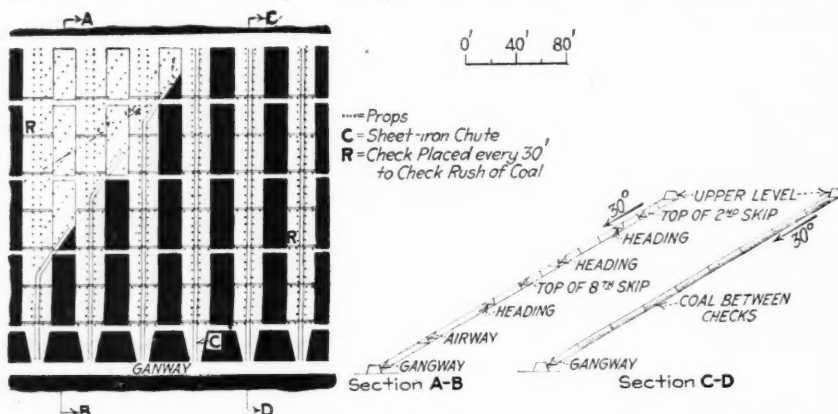 A
C
R
R
C
GANWAY
B
D
0' 40' 80'
Props
C = Sheet-iron Chute
R = Check Placed every 30'
to Check Rush of Coal
30°
UPPER LEVEL
TOP OF 2ND SKIP
HEADING
HEADING
TOP OF 8TH SKIP
HEADING
AIRWAY
GANGWAY
Section A-B
30°
COAL BETWEEN
CHECKS
GANGWAY
Section C-D